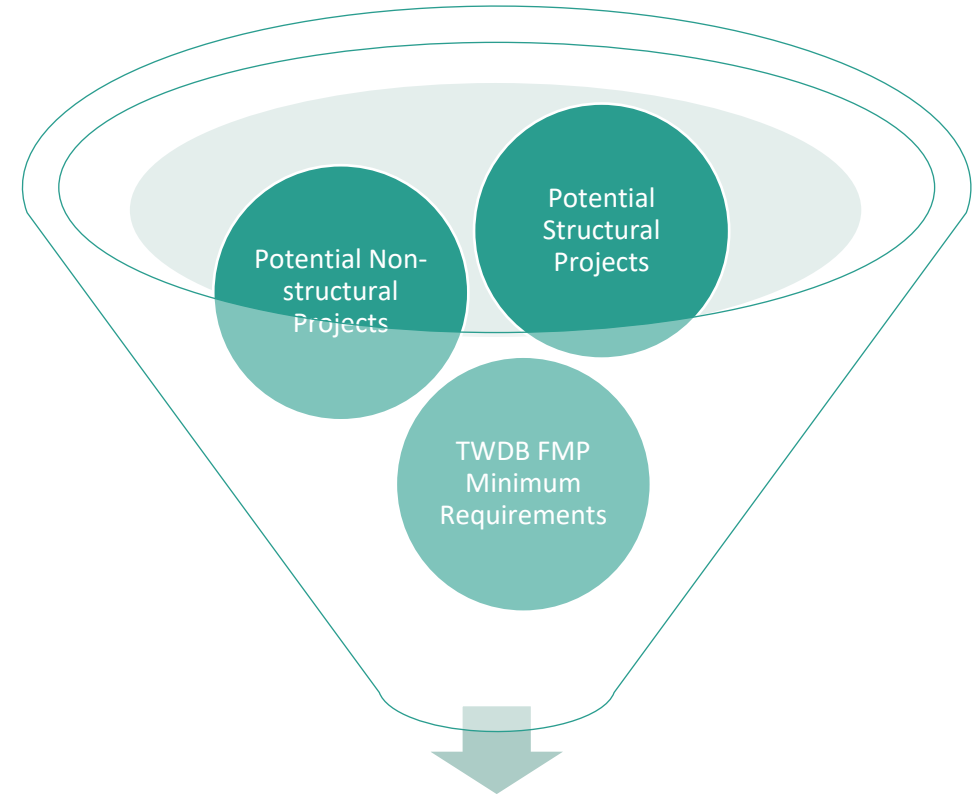 Potential
Structural
Projects
Potential Non-
structural
Projects
TWDB FMP
Minimum
Requirements